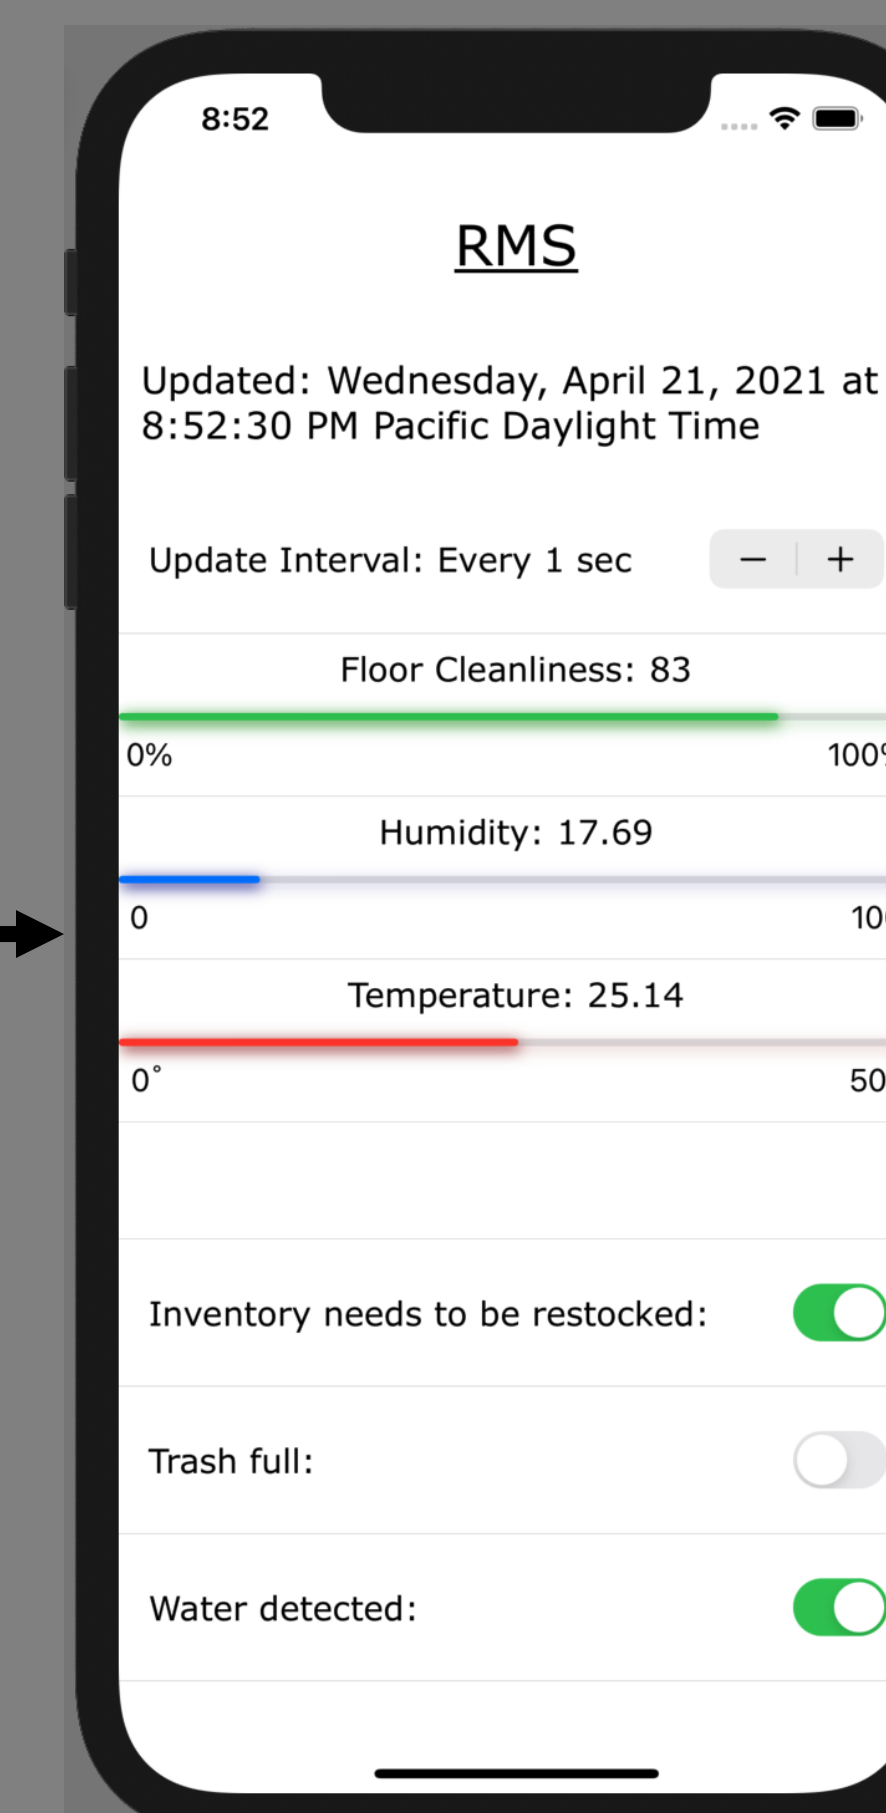 8:52
RMS
Updated: Wednesday, April 21, 2021 at
8:52:30 PM Pacific Daylight Time
Update Interval: Every 1 sec
− +
Floor Cleanliness: 83
0% 100%
Humidity: 17.69
0
Temperature: 25.14
0° 50
Inventory needs to be restocked:
Trash full:
Water detected: